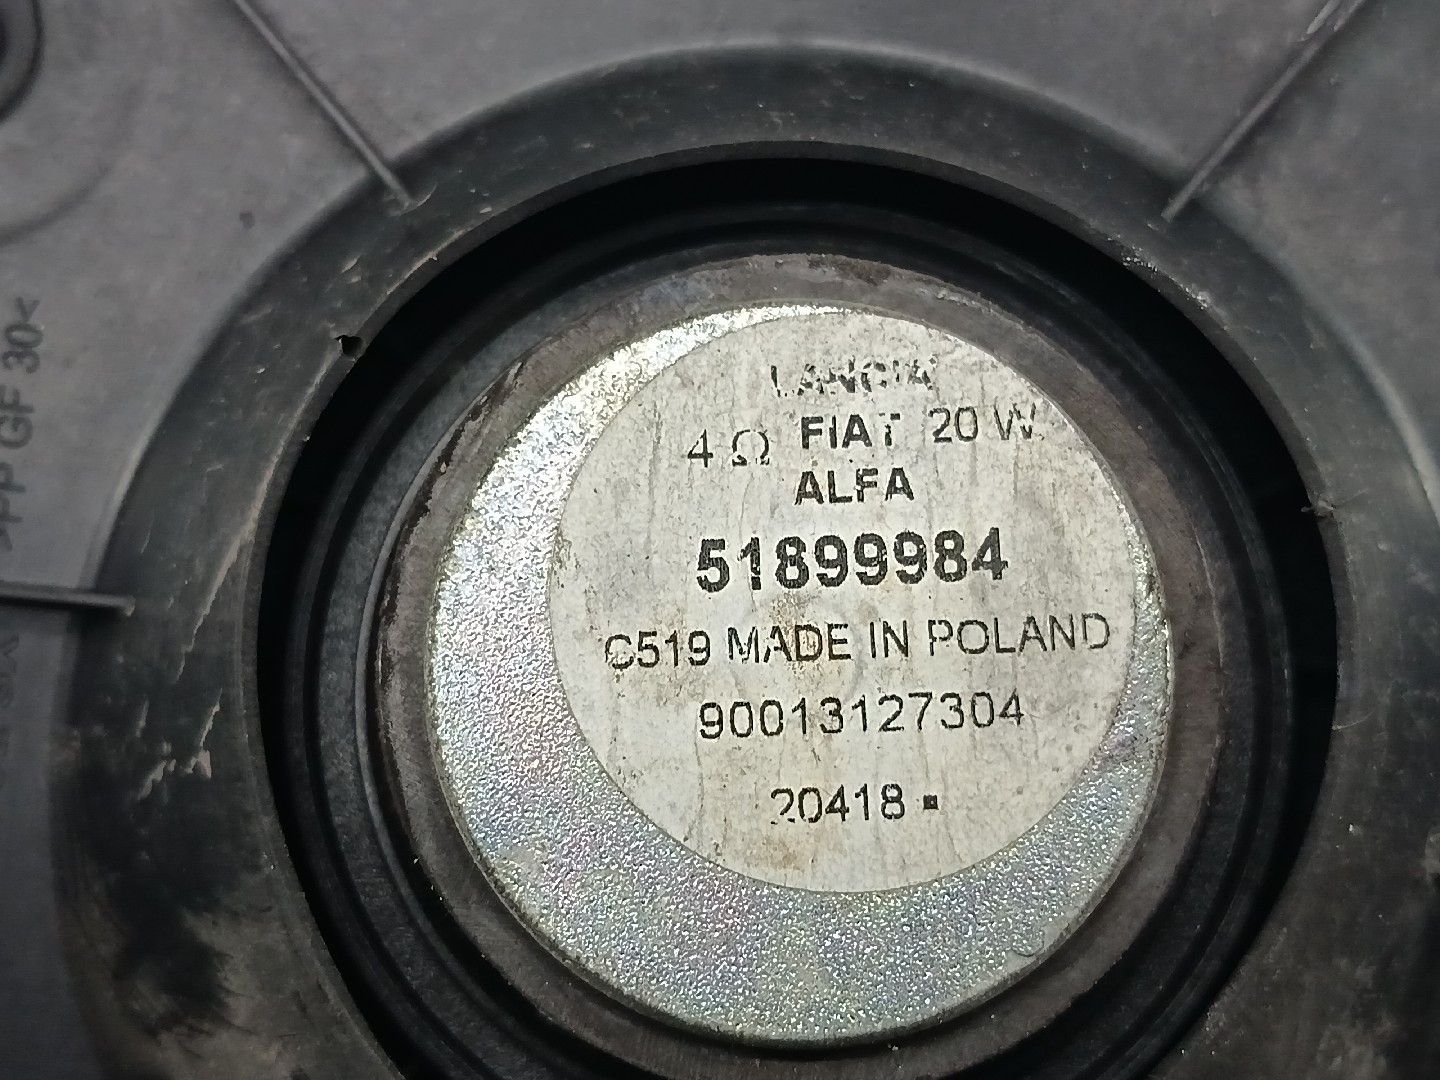 LANCIA
4 Ω FIAT 20 W
ALFA
51899984
C519 MADE IN POLAND
90013127304
20418
PP GF 30<